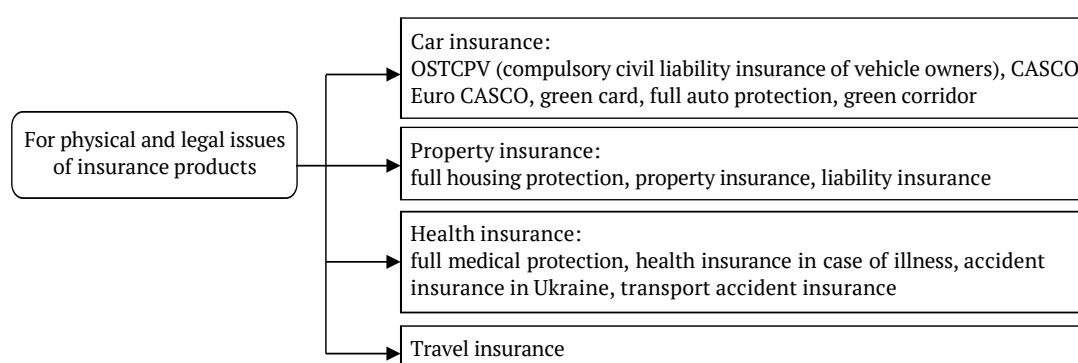 For physical and legal issues
of insurance products
Car insurance:
OSTCPV (compulsory civil liability insurance of vehicle owners), CASCO
Euro CASCO, green card, full auto protection, green corridor
Property insurance:
full housing protection, property insurance, liability insurance
Health insurance:
full medical protection, health insurance in case of illness, accident
insurance in Ukraine, transport accident insurance
Travel insurance